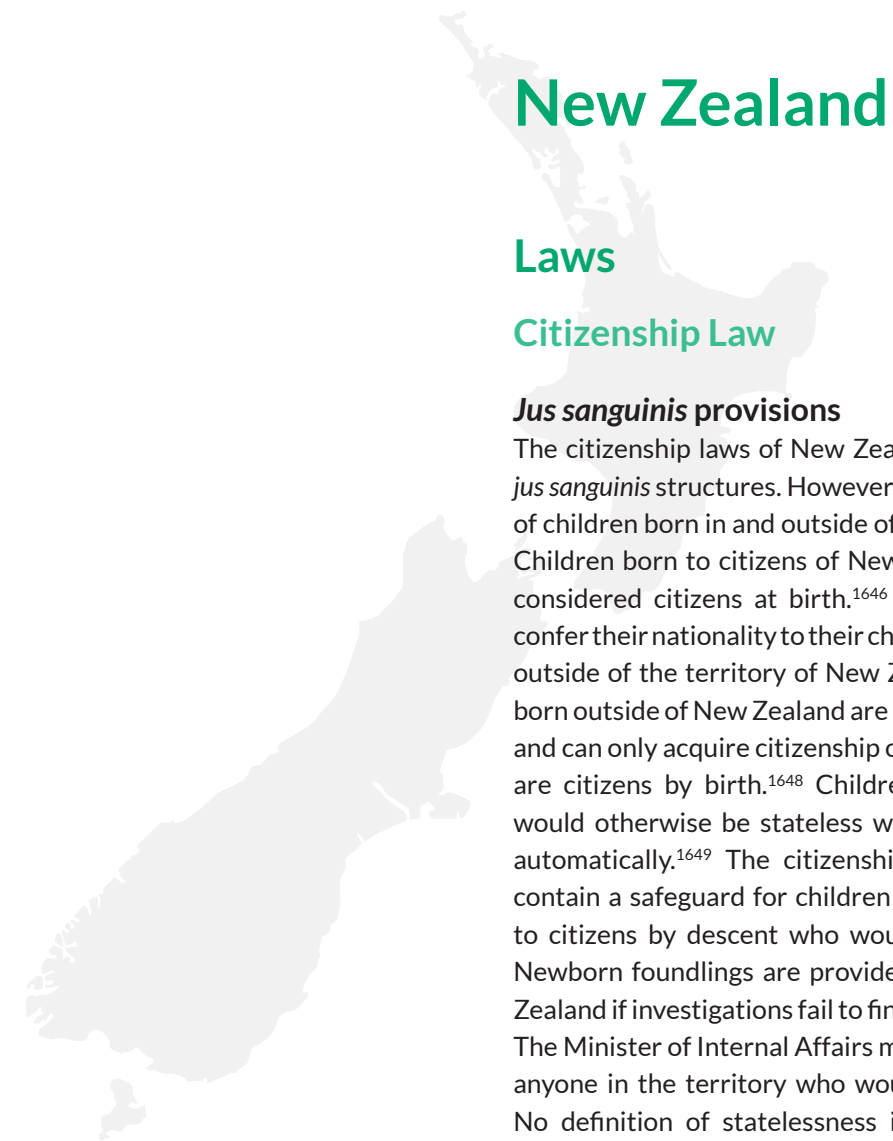 New Zealand
Laws
Citizenship Law
Jus sanguinis provisions
The citizenship laws of New Zea
jus sanguinis structures. However
of children born in and outside of
Children born to citizens of New
considered citizens at birth.1646
confer their nationality to their ch
outside of the territory of New Z
born outside of New Zealand are
and can only acquire citizenship o
are citizens by birth.1648 Childre
would otherwise be stateless w
automatically.1649 The citizenshi
contain a safeguard for children
to citizens by descent who wou
Newborn foundlings are provide
Zealand if investigations fail to fin
The Minister of Internal Affairs m
anyone in the territory who wou
No definition of statelessness i